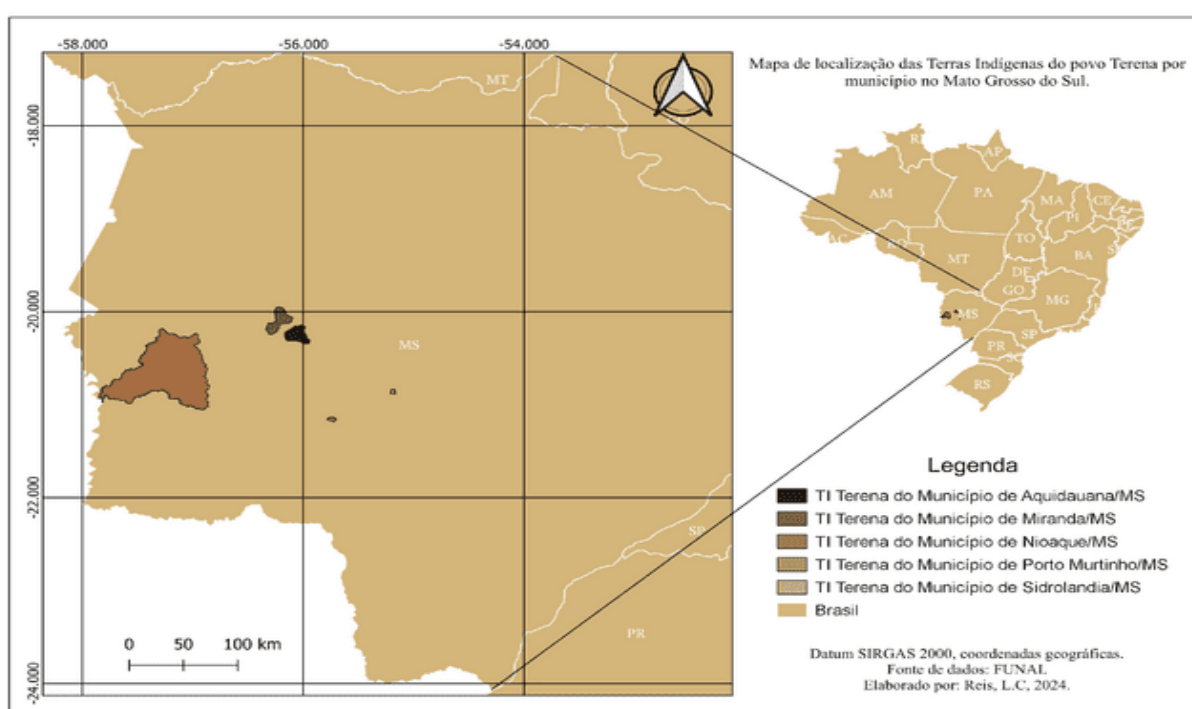 -58.000 -56.000 -54.000
-18.000
-20.000
-22.000
-24.000
MT
MS
SP
PR
0 50 100 km
Mapa de localização das Terras Indígenas do povo Terena por
município no Mato Grosso do Sul.
AP
AM
PA
MA
CE
PI
TO
MT
BA
DF
GO
MG
MS
SP
PR
RS
Legenda
TI Terena do Município de Aquidauana/MS
TI Terena do Município de Miranda/MS
TI Terena do Município de Nioaque/MS
TI Terena do Município de Porto Murtinho/MS
TI Terena do Município de Sidrolandia/MS
Brasil
Datum SIRGAS 2000, coordenadas geográficas.
Fonte de dados: FUNAI.
Elaborado por: Reis, L.C, 2024.